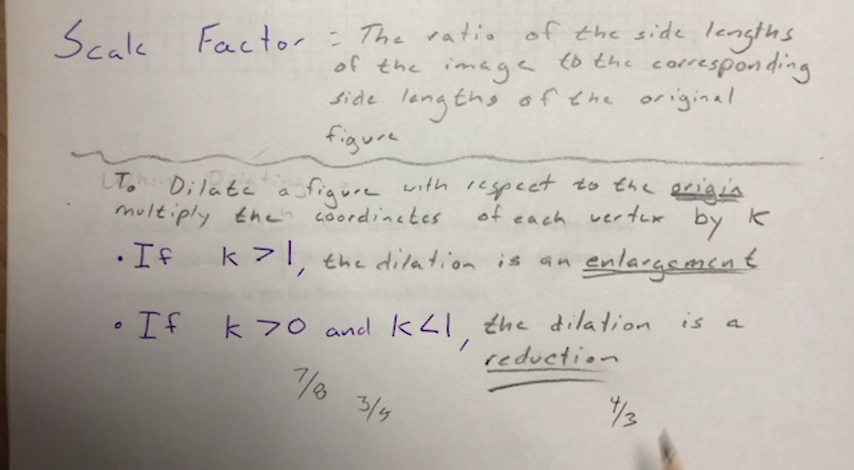 Scale Factor = The ratio of the side lengths
of the image to the corresponding
side lengths of the original
figure
To Dilate a figure with respect to the origin
multiply the coordinates of each vertex by k
• If k > 1, the dilation is an enlargement
• If k > 0 and k < 1, the dilation is a
reduction
7/8 3/4 4/3